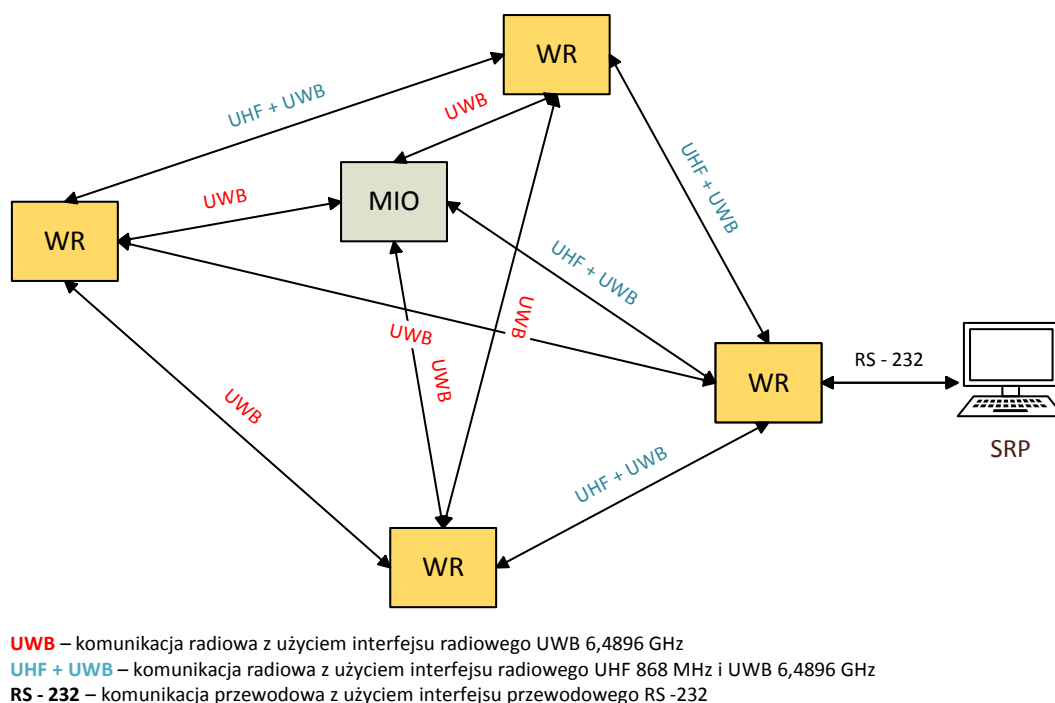 WR
UHF + UWB
UWB
UWB
MIO
WR
UHF + UWB
UHF + UWB
UWB
UWB
UWB
WR
RS - 232
SRP
UWB
UHF + UWB
WR
UWB – komunikacja radiowa z użyciem interfejsu radiowego UWB 6,4896 GHz
UHF + UWB – komunikacja radiowa z użyciem interfejsu radiowego UHF 868 MHz i UWB 6,4896 GHz
RS - 232 – komunikacja przewodowa z użyciem interfejsu przewodowego RS -232